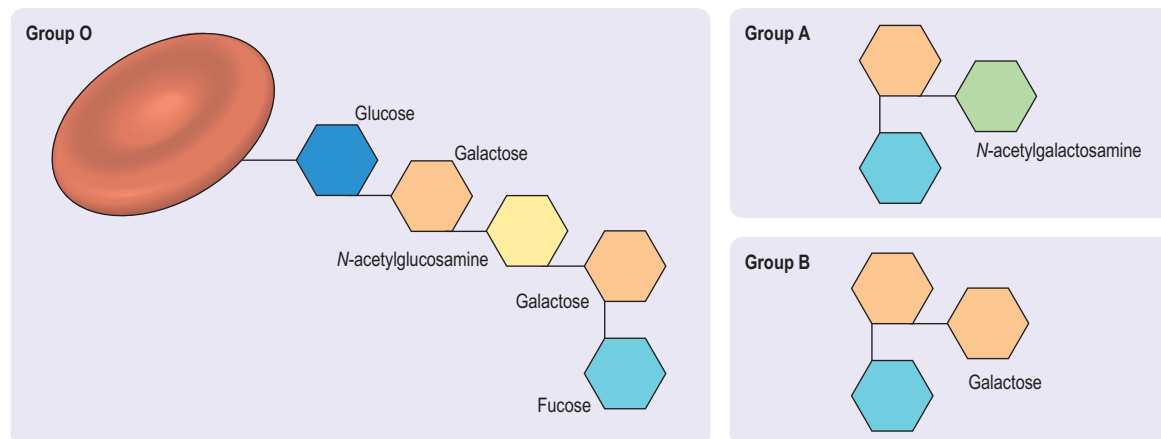 Group O
Glucose
Galactose
N-acetylglucosamine
Galactose
Fucose
Group A
N-acetylgalactosamine
Group B
Galactose